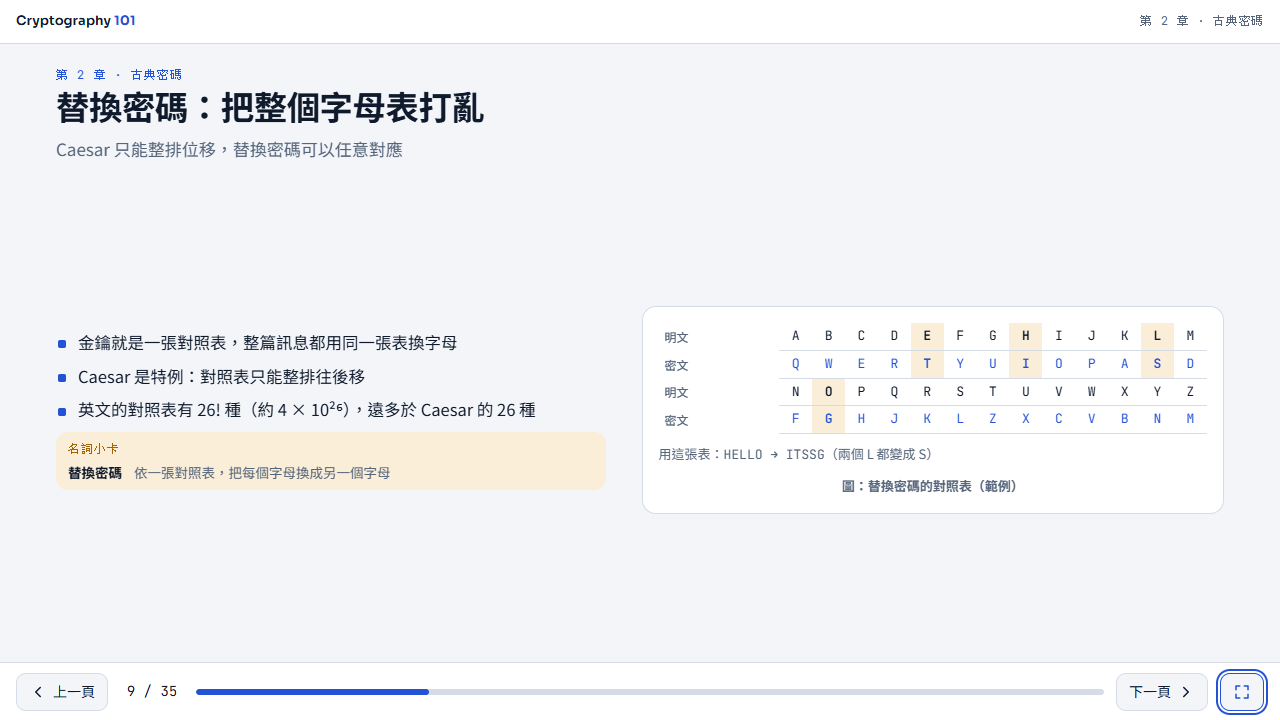 Cryptography 101
第 2 章 · 古典密碼
第 2 章 · 古典密碼
替換密碼：把整個字母表打亂
Caesar 只能整排位移，替換密碼可以任意對應
金鑰就是一張對照表，整篇訊息都用同一張表換字母
Caesar 是特例：對照表只能整排往後移
英文的對照表有 26! 種（約 4 × 10²⁶），遠多於 Caesar 的 26 種
名詞小卡
替換密碼 依一張對照表，把每個字母換成另一個字母
明文 A B C D E F G H I J K L M
密文 Q W E R T Y U I O P A S D
明文 N O P Q R S T U V W X Y Z
密文 F G H J K L Z X C V B N M
用這張表：HELLO → ITSSG（兩個 L 都變成 S）
圖：替換密碼的對照表（範例）
上一頁
9 / 35
下一頁